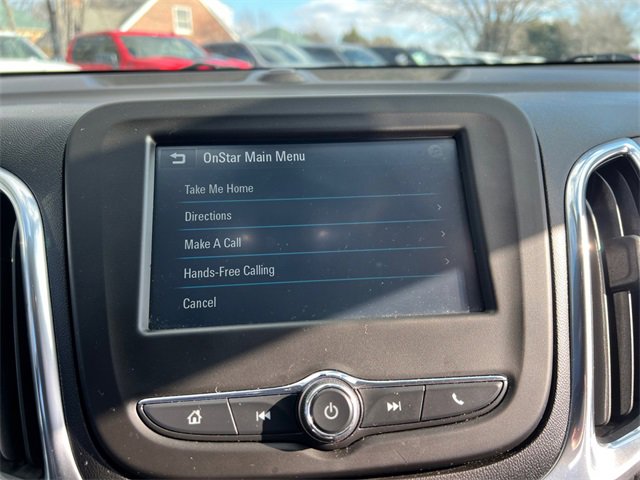 OnStar Main Menu
Take Me Home
Directions
Make A Call
Hands-Free Calling
Cancel